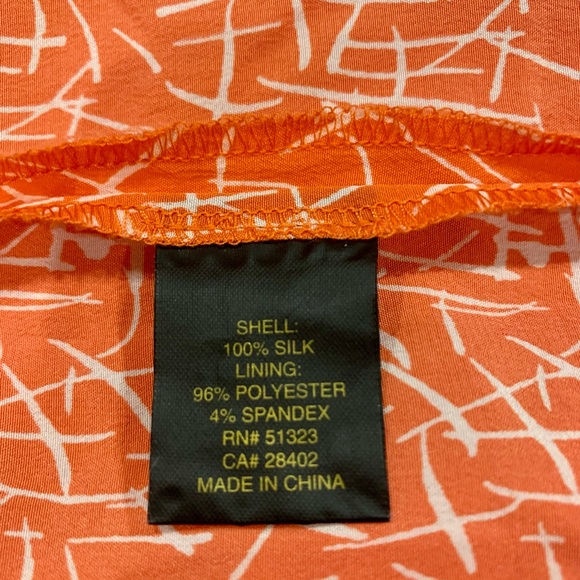 SHELL:
100% SILK
LINING:
96% POLYESTER
4% SPANDEX
RN# 51323
CA# 28402
MADE IN CHINA